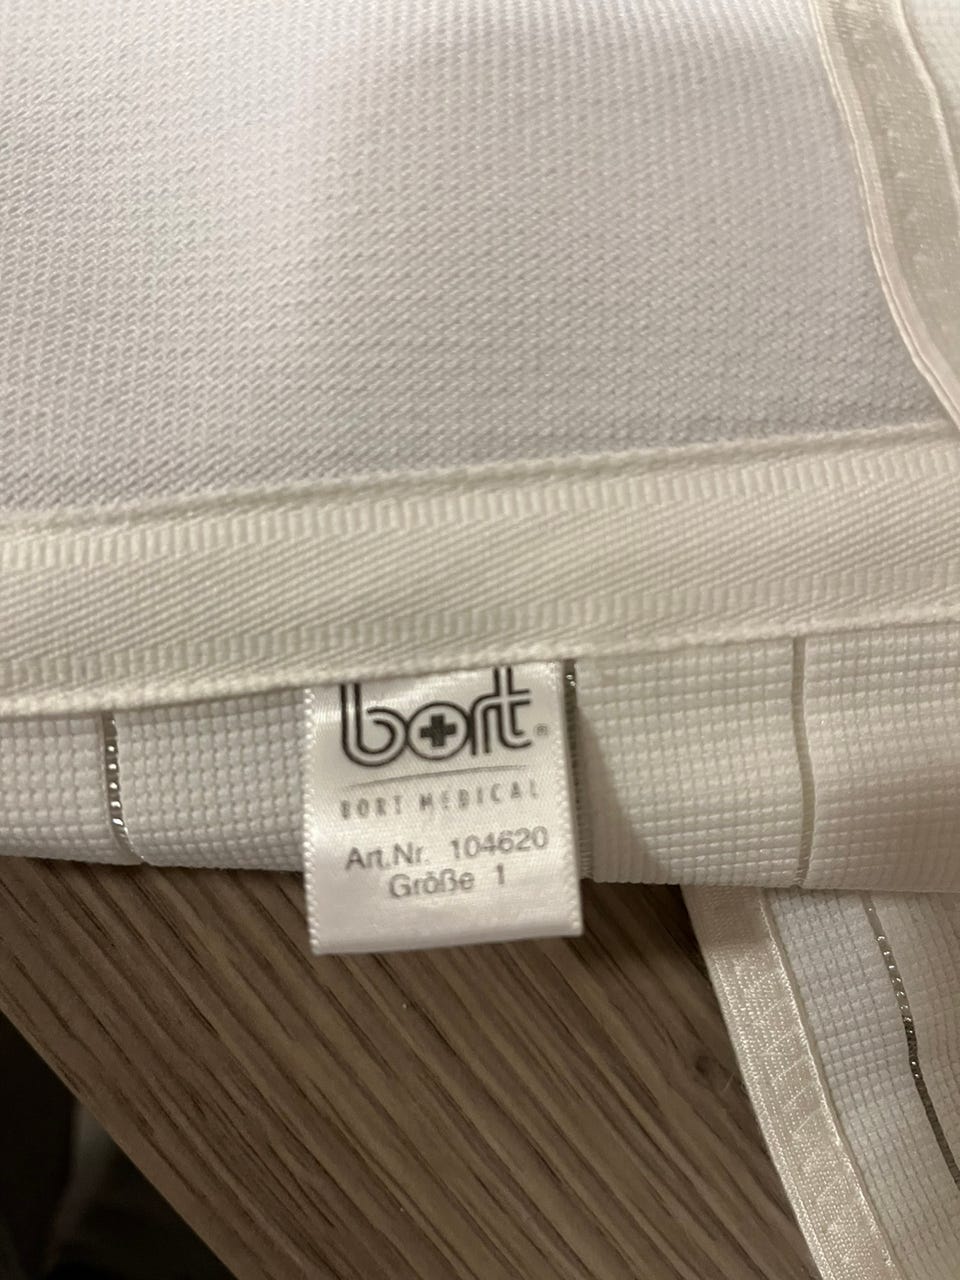 bort®
BORT MEDICAL
Art.Nr. 104620
Größe 1